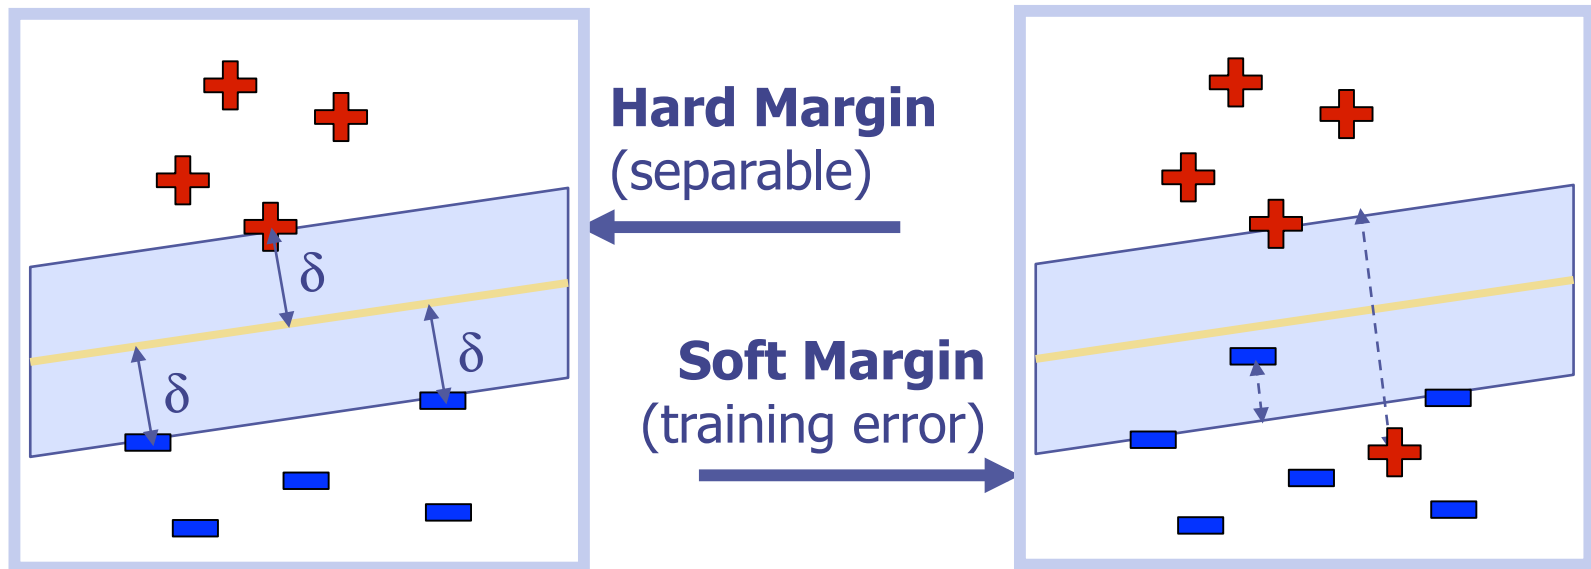 Hard Margin
(separable)
δ
δ
δ
Soft Margin
(training error)